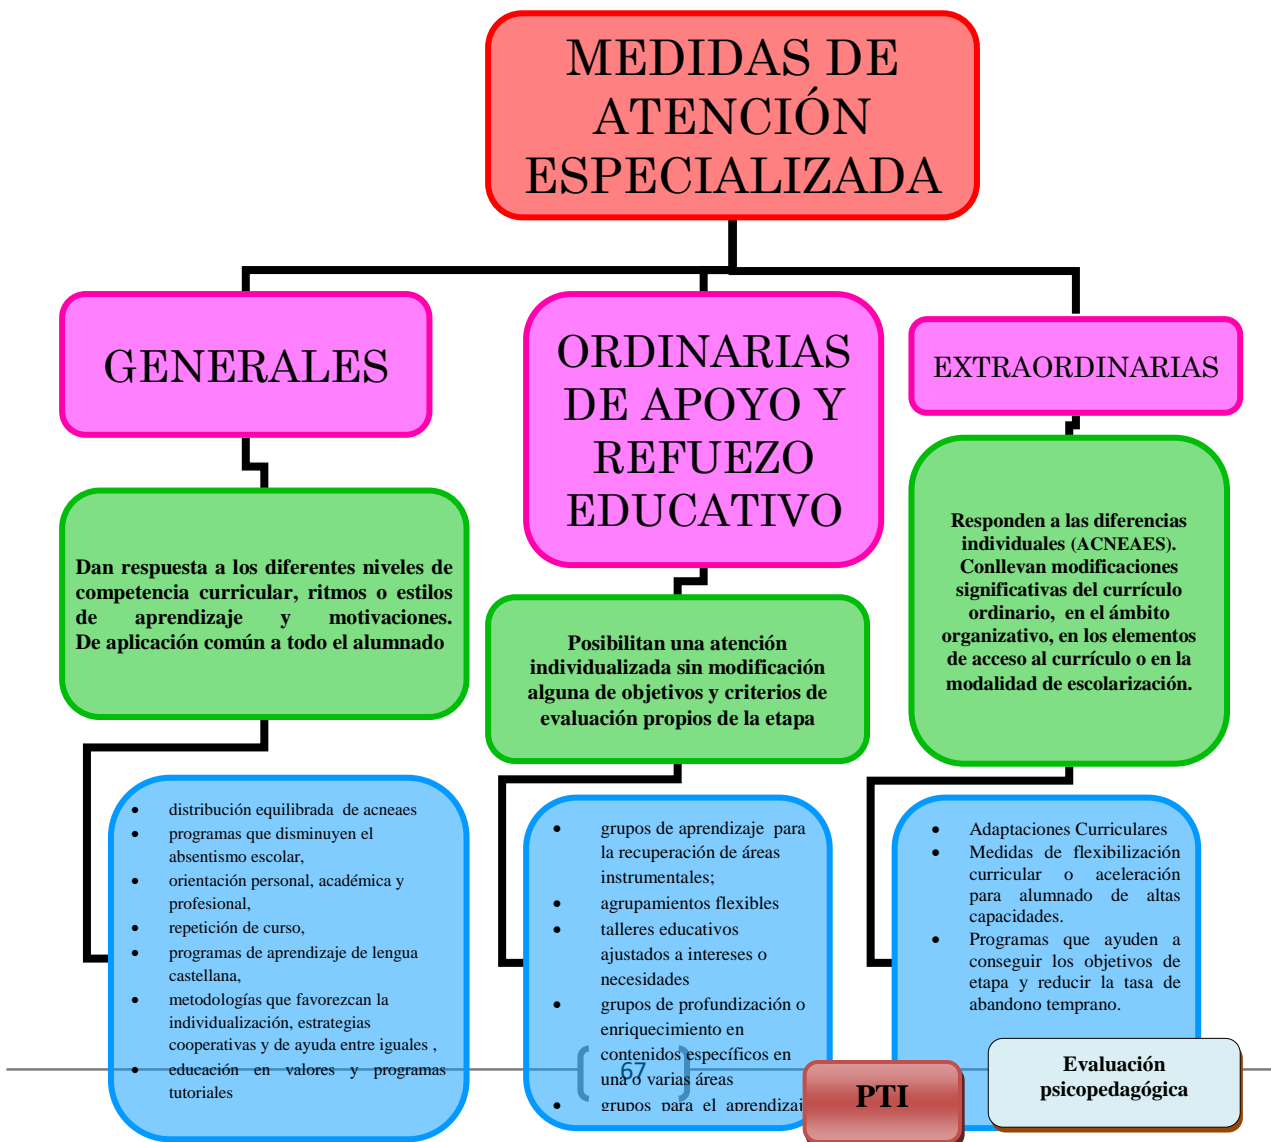 MEDIDAS DE
ATENCIÓN
ESPECIALIZADA
GENERALES
ORDINARIAS
DE APOYO Y
REFUEZO
EDUCATIVO
EXTRAORDINARIAS
Dan respuesta a los diferentes niveles de
competencia curricular, ritmos o estilos
de aprendizaje y motivaciones.
De aplicación común a todo el alumnado
Posibilitan una atención
individualizada sin modificación
alguna de objetivos y criterios de
evaluación propios de la etapa
Responden a las diferencias
individuales (ACNEAES).
Conllevan modificaciones
significativas del currículo
ordinario, en el ámbito
organizativo, en los elementos
de acceso al currículo o en la
modalidad de escolarización.
• distribución equilibrada de acneaes
• programas que disminuyen el
absentismo escolar,
• orientación personal, académica y
profesional,
• repetición de curso,
• programas de aprendizaje de lengua
castellana,
• metodologías que favorezcan la
individualización, estrategias
cooperativas y de ayuda entre iguales ,
• educación en valores y programas
tutoriales
• grupos de aprendizaje para
la recuperación de áreas
instrumentales;
• agrupamientos flexibles
• talleres educativos
ajustados a intereses o
necesidades
• grupos de profundización o
enriquecimiento en
contenidos específicos en
una o varias áreas
• grupos para el
• Adaptaciones Curriculares
• Medidas de flexibilización
curricular o aceleración
para alumnado de altas
capacidades.
• Programas que ayuden a
conseguir los objetivos de
etapa y reducir la tasa de
abandono temprano.
67
PTI
Evaluación
psicopedagógica